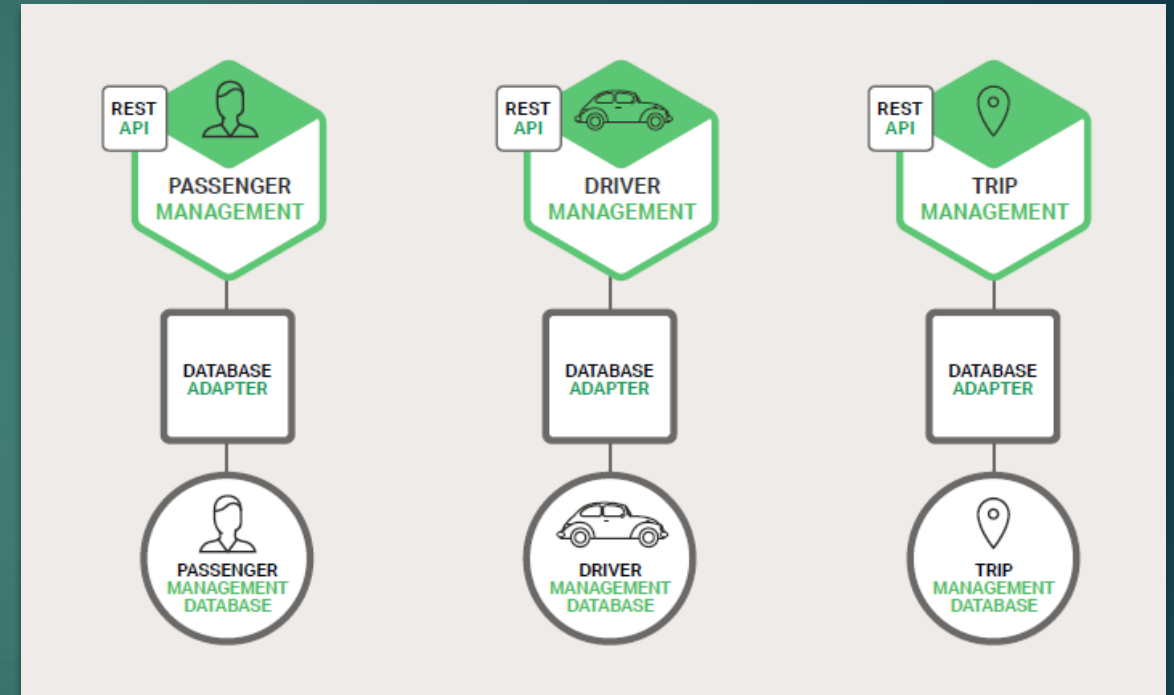 REST
API
PASSENGER
MANAGEMENT
REST
API
DRIVER
MANAGEMENT
REST
API
TRIP
MANAGEMENT
DATABASE
ADAPTER
DATABASE
ADAPTER
DATABASE
ADAPTER
PASSENGER
MANAGEMENT
DATABASE
DRIVER
MANAGEMENT
DATABASE
TRIP
MANAGEMENT
DATABASE